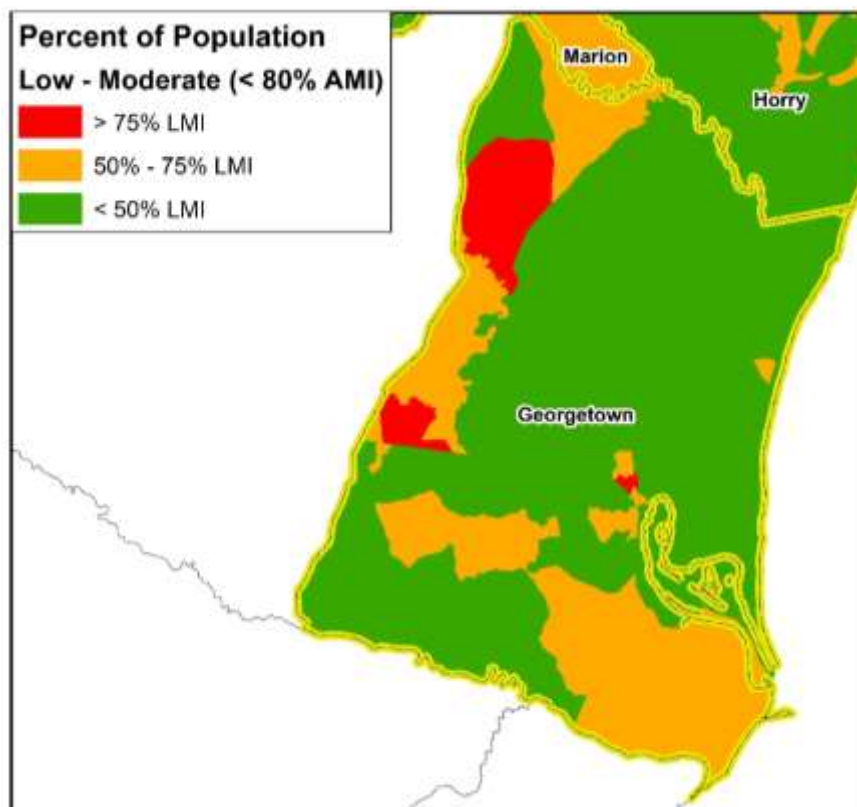 Percent of Population
Low - Moderate (< 80% AMI)
> 75% LMI
50% - 75% LMI
< 50% LMI
Marion
Horry
Georgetown